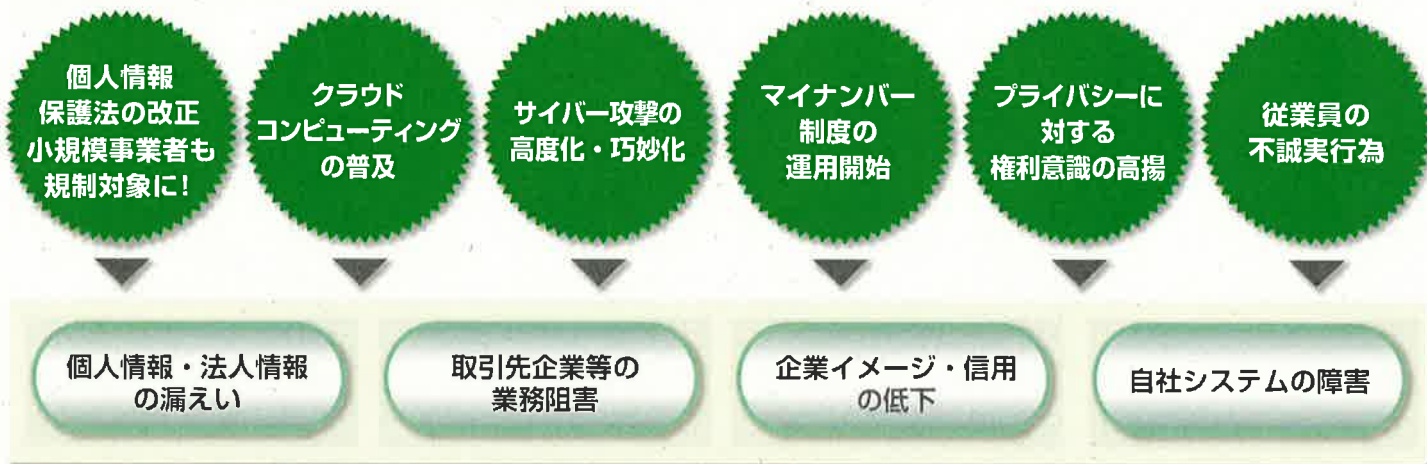 個人情報
保護法の改正
小規模事業者も
規制対象に!
クラウド
コンピューティング
の普及
サイバー攻撃の
高度化・巧妙化
マイナンバー
制度の
運用開始
プライバシーに
対する
権利意識の高揚
従業員の
不誠実行為
個人情報・法人情報
の漏えい
取引先企業等の
業務阻害
企業イメージ・信用
の低下
自社システムの障害